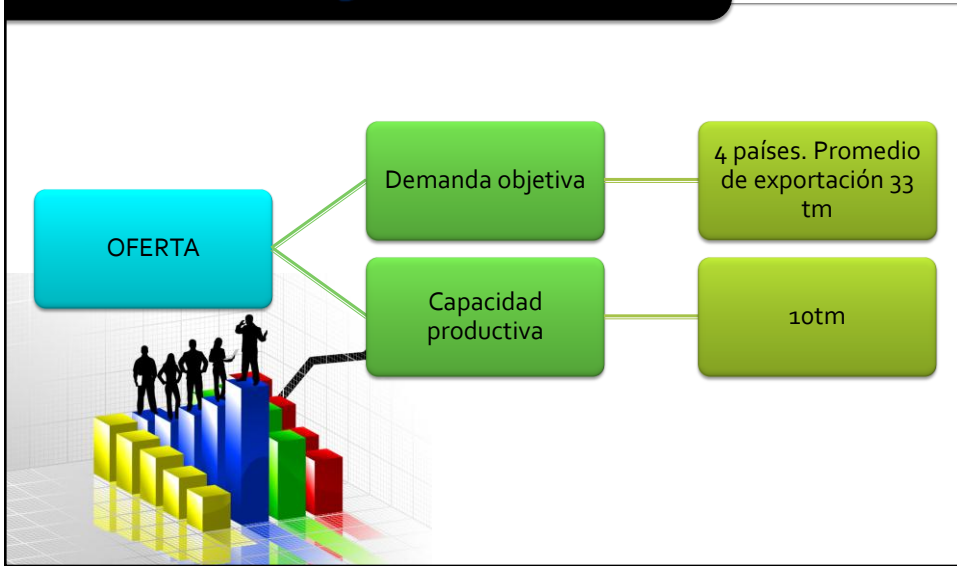 OFERTA
Demanda objetiva
4 países. Promedio
de exportación 33
tm
Capacidad
productiva
10tm